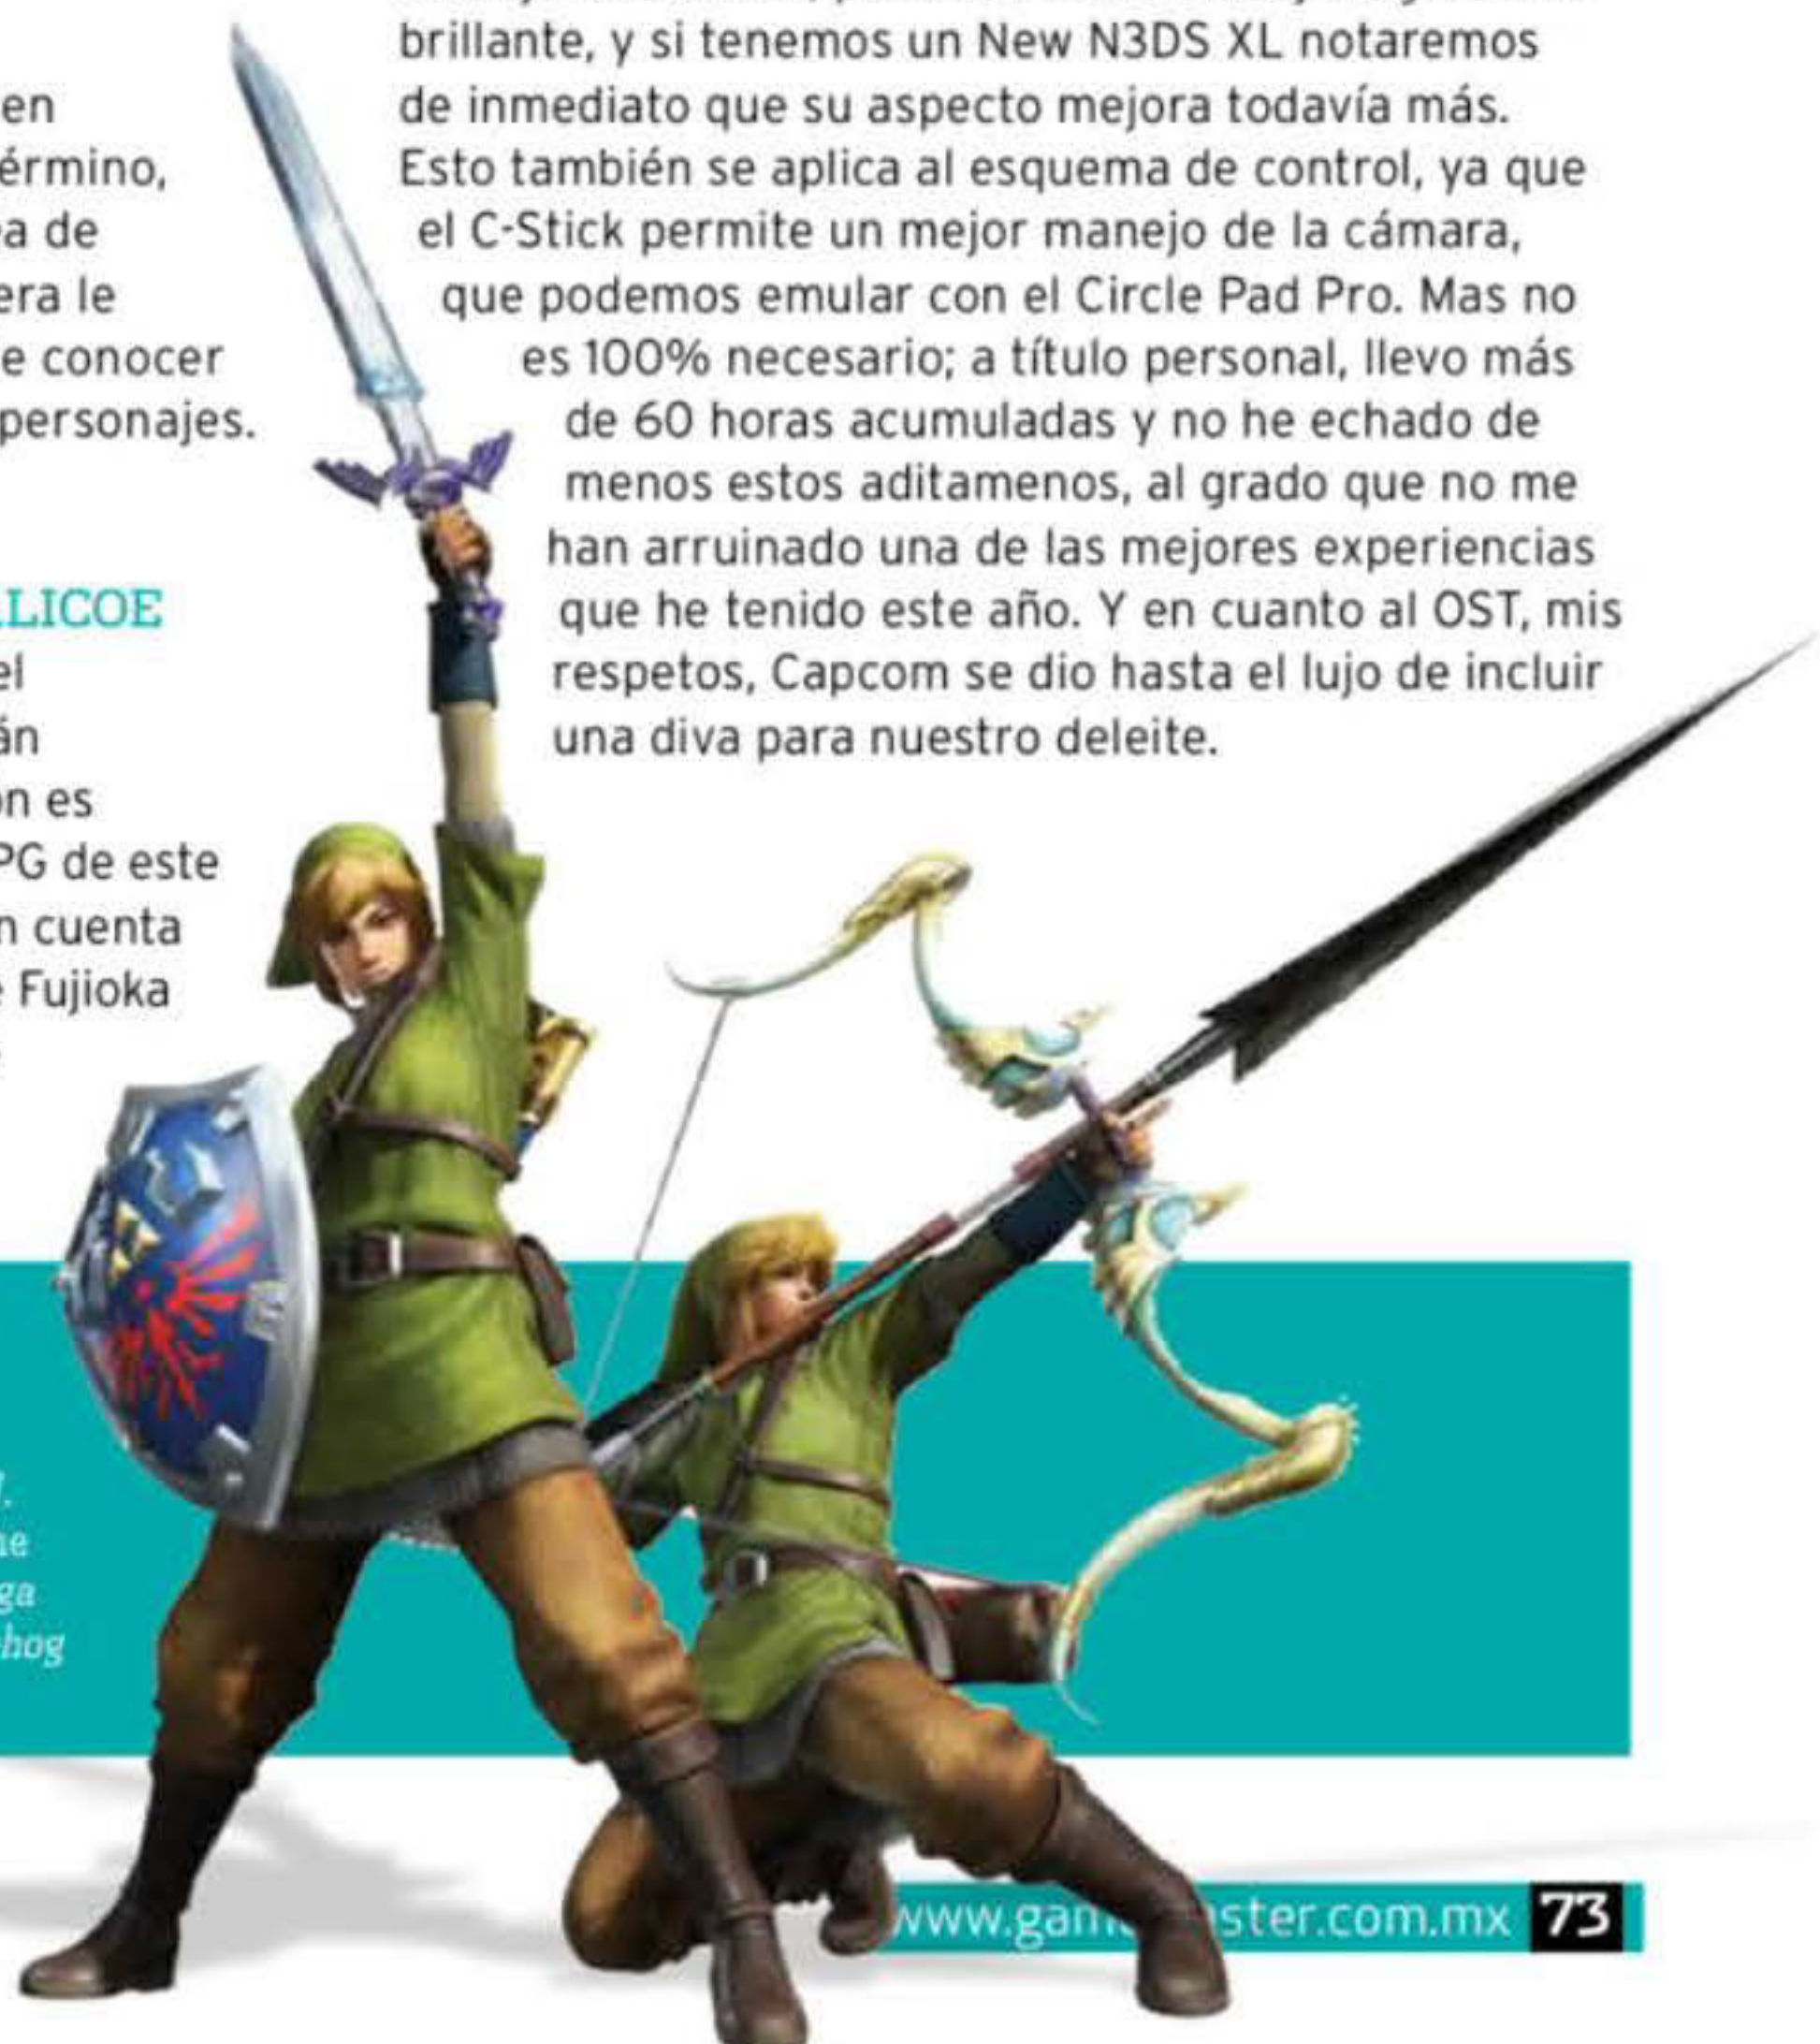 en
érmino,
a de
era le
e conocer
personajes.
LICOE
el
án
ón es
PG de este
n cuenta
e Fujioka
brillante, y si tenemos un New N3DS XL notaremos
de inmediato que su aspecto mejora todavía más.
Esto también se aplica al esquema de control, ya que
el C-Stick permite un mejor manejo de la cámara,
que podemos emular con el Circle Pad Pro. Mas no
es 100% necesario; a título personal, llevo más
de 60 horas acumuladas y no he echado de
menos estos aditamenos, al grado que no me
han arruinado una de las mejores experiencias
que he tenido este año. Y en cuanto al OST, mis
respetos, Capcom se dio hasta el lujo de incluir
una diva para nuestro deleite.
ne
ga
hog
www.gam ster.com.mx 73